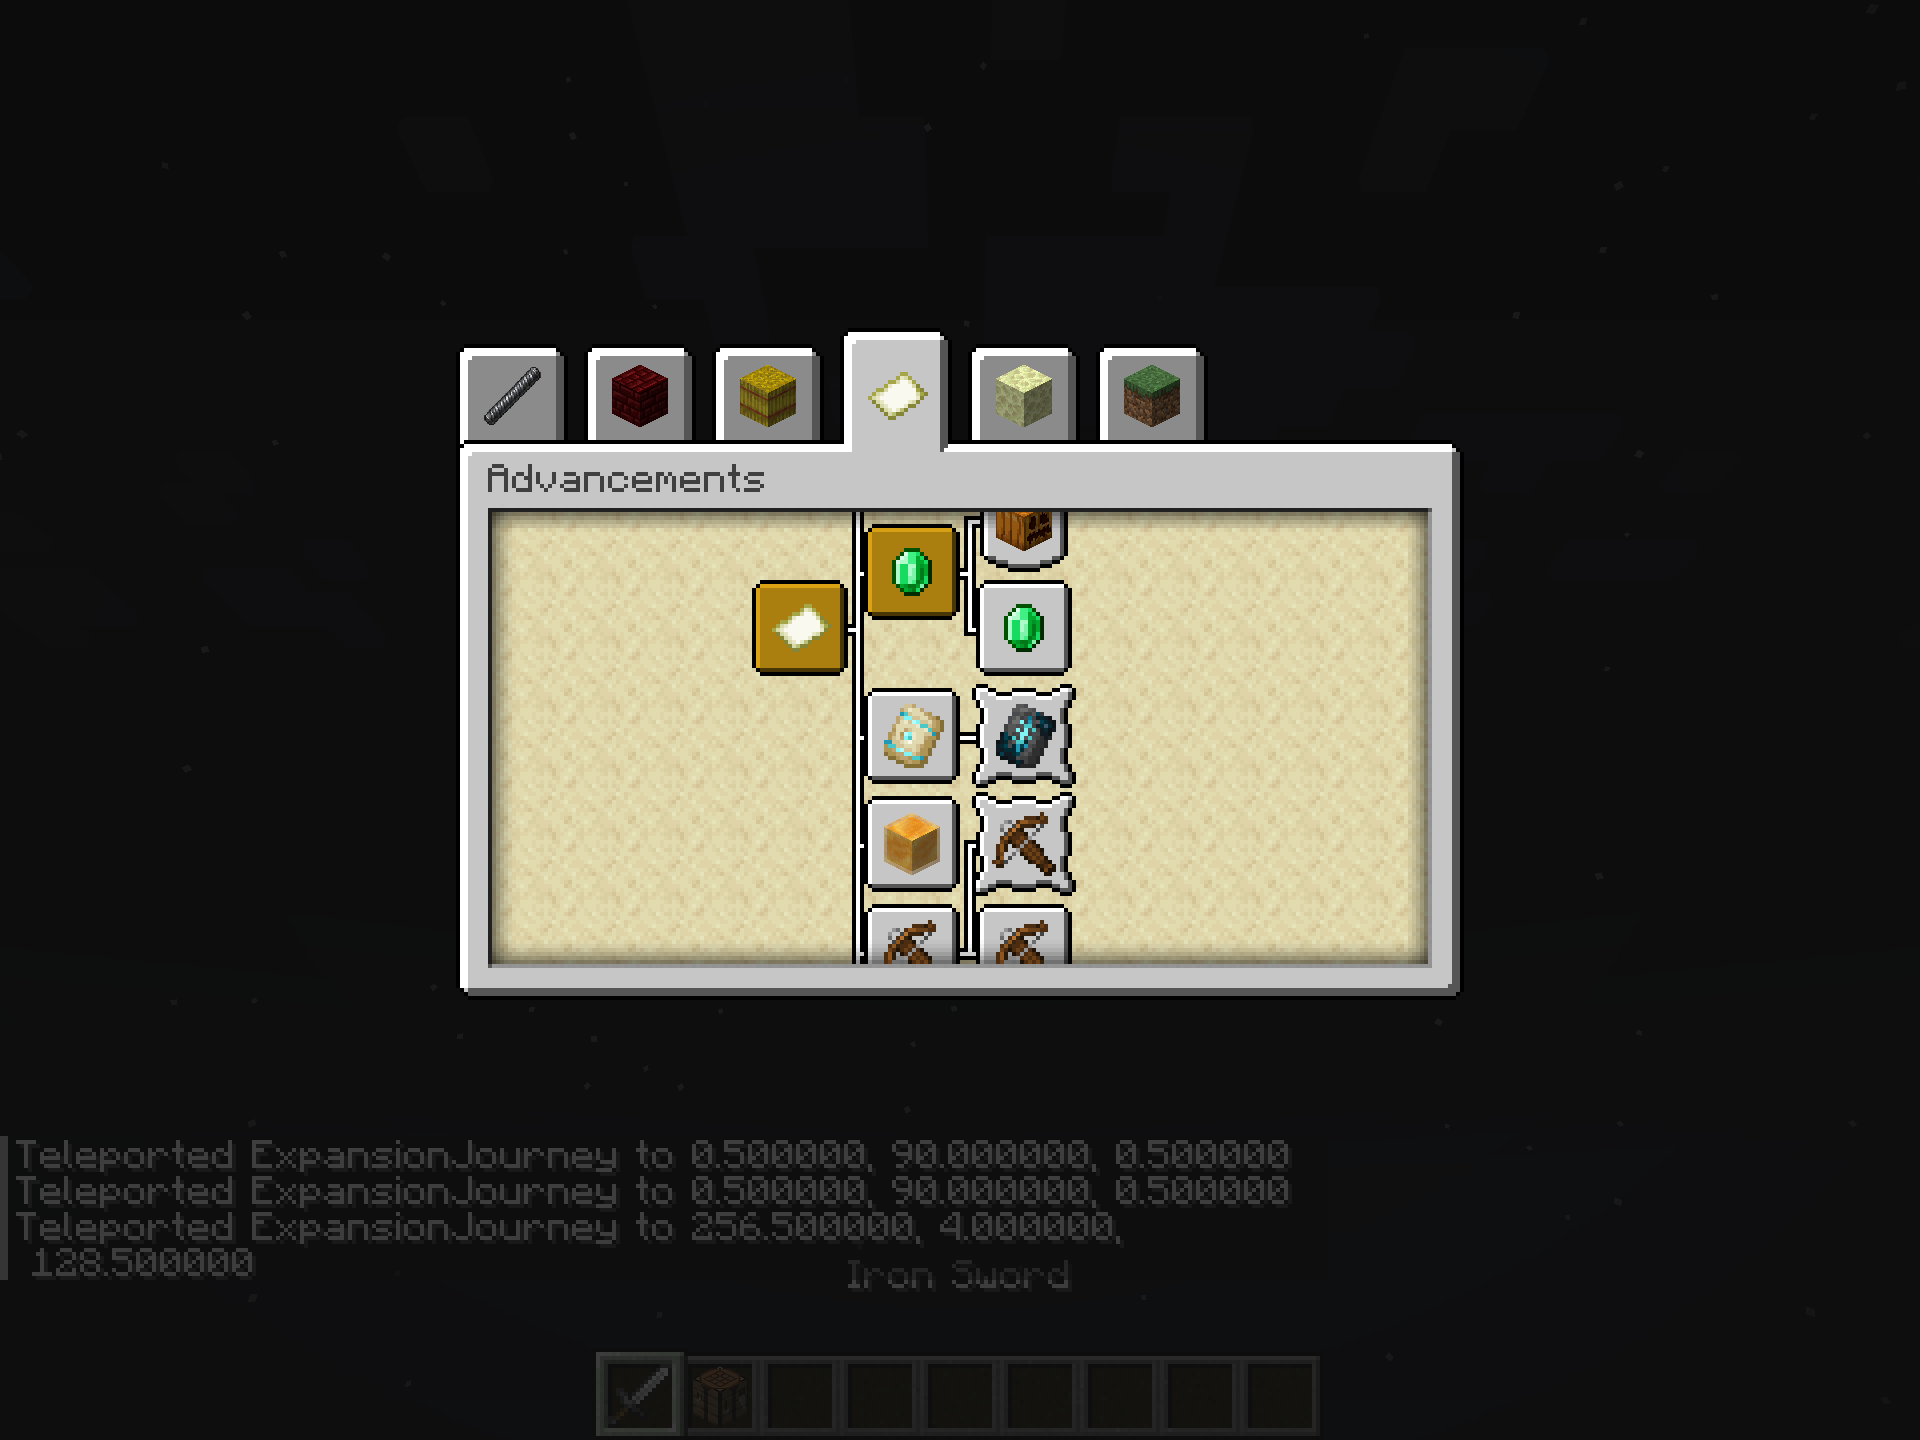 Advancements
Teleported ExpansionJourney to 0.500000, 90.000000, 0.500000
Teleported ExpansionJourney to 0.500000, 90.000000, 0.500000
Teleported ExpansionJourney to 256.500000, 4.000000,
128.500000
Iron Sword